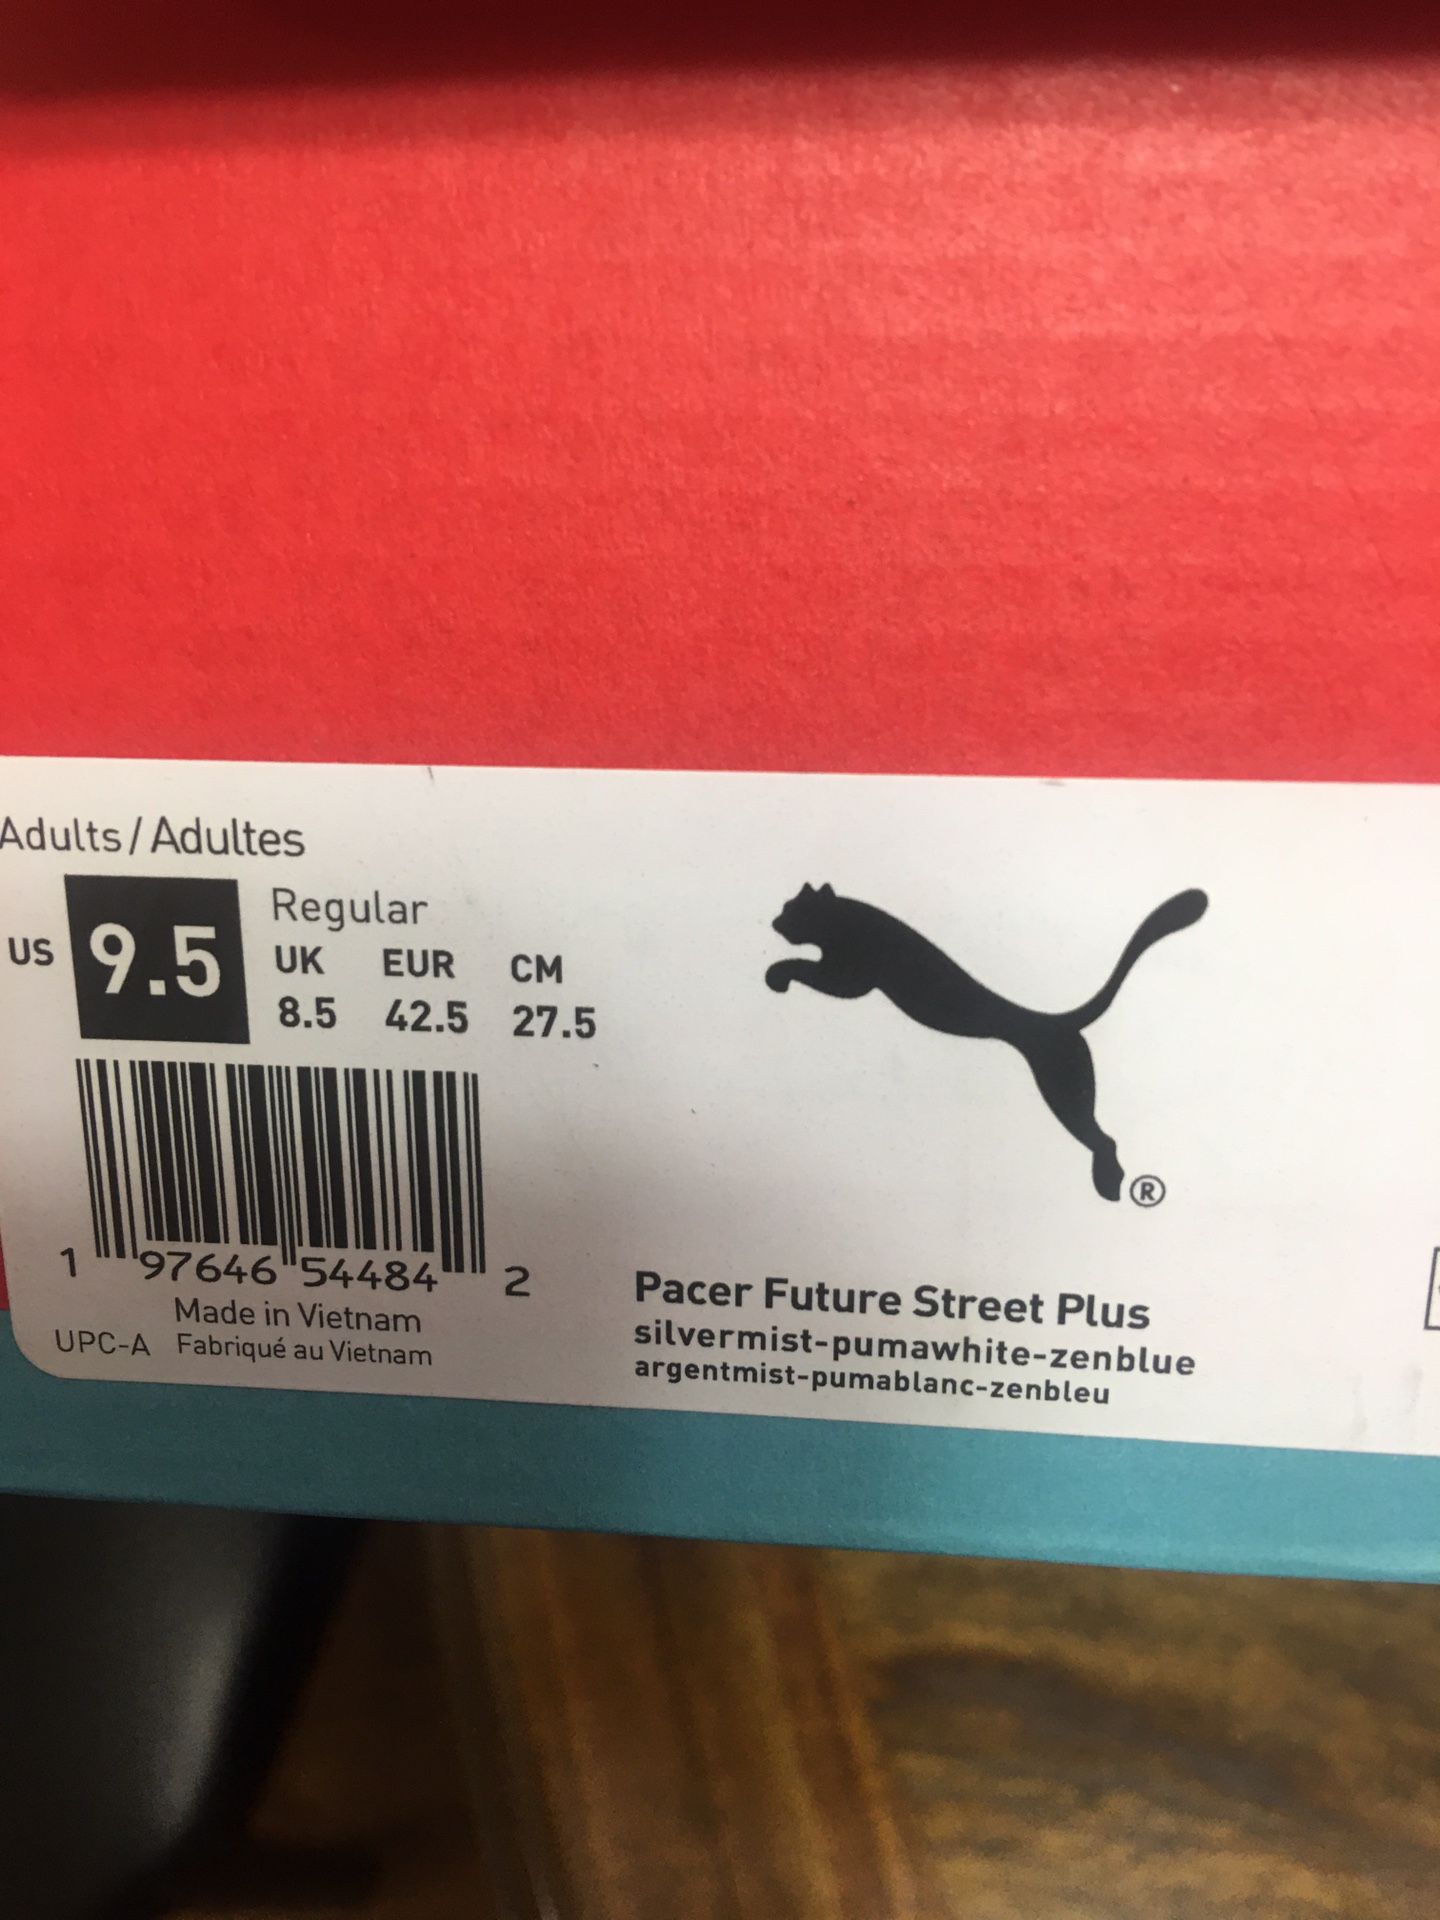 Adults/Adultes
US 9.5
Regular
UK EUR CM
8.5 42.5 27.5
1 97646 54484 2
Made in Vietnam
UPC-A Fabriqué au Vietnam
®
Pacer Future Street Plus
silvermist-pumawhite-zenblue
argentmist-pumablanc-zenbleu